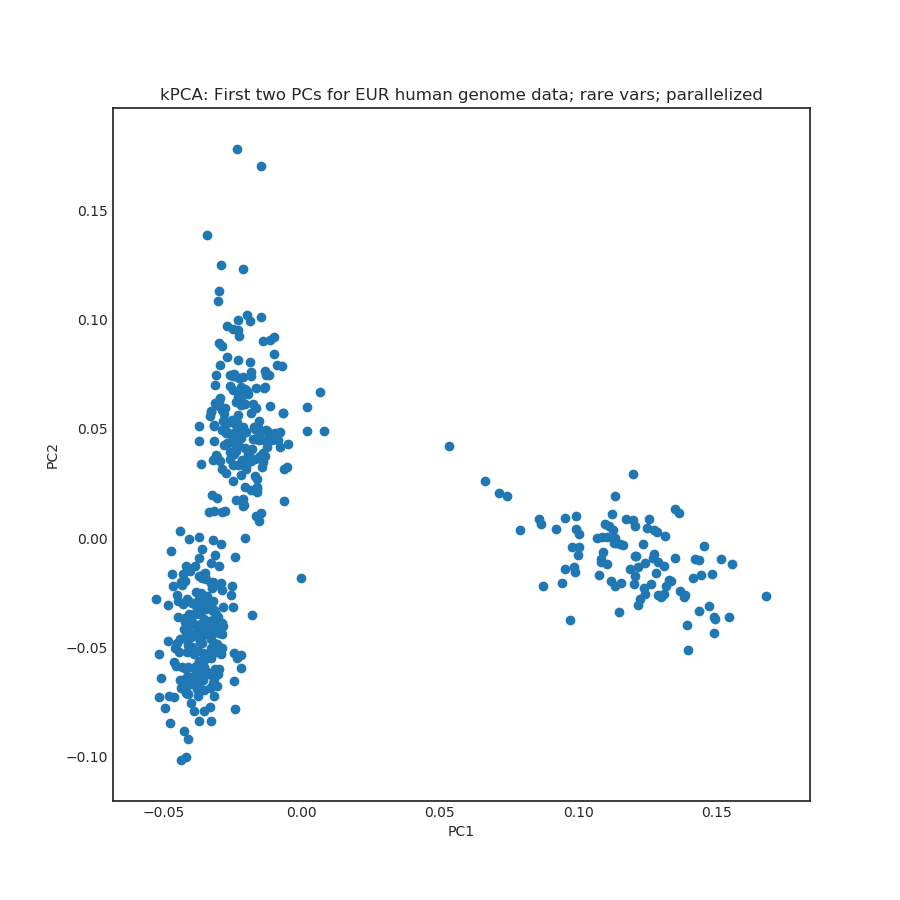 kPCA: First two PCs for EUR human genome data; rare vars; parallelized
0.15
0.10
0.05
0.00
−0.05
−0.10
PC2
−0.05 0.00 0.05 0.10 0.15
PC1